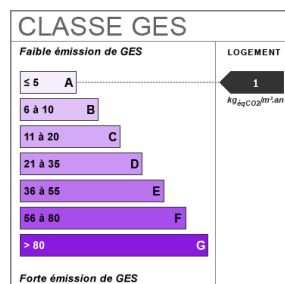 CLASSE GES
Faible émission de GES
LOGEMENT
≤ 5 A
1
kgéqCO2/m².an
6 à 10 B
11 à 20 C
21 à 35 D
36 à 55 E
56 à 80 F
> 80 G
Forte émission de GES